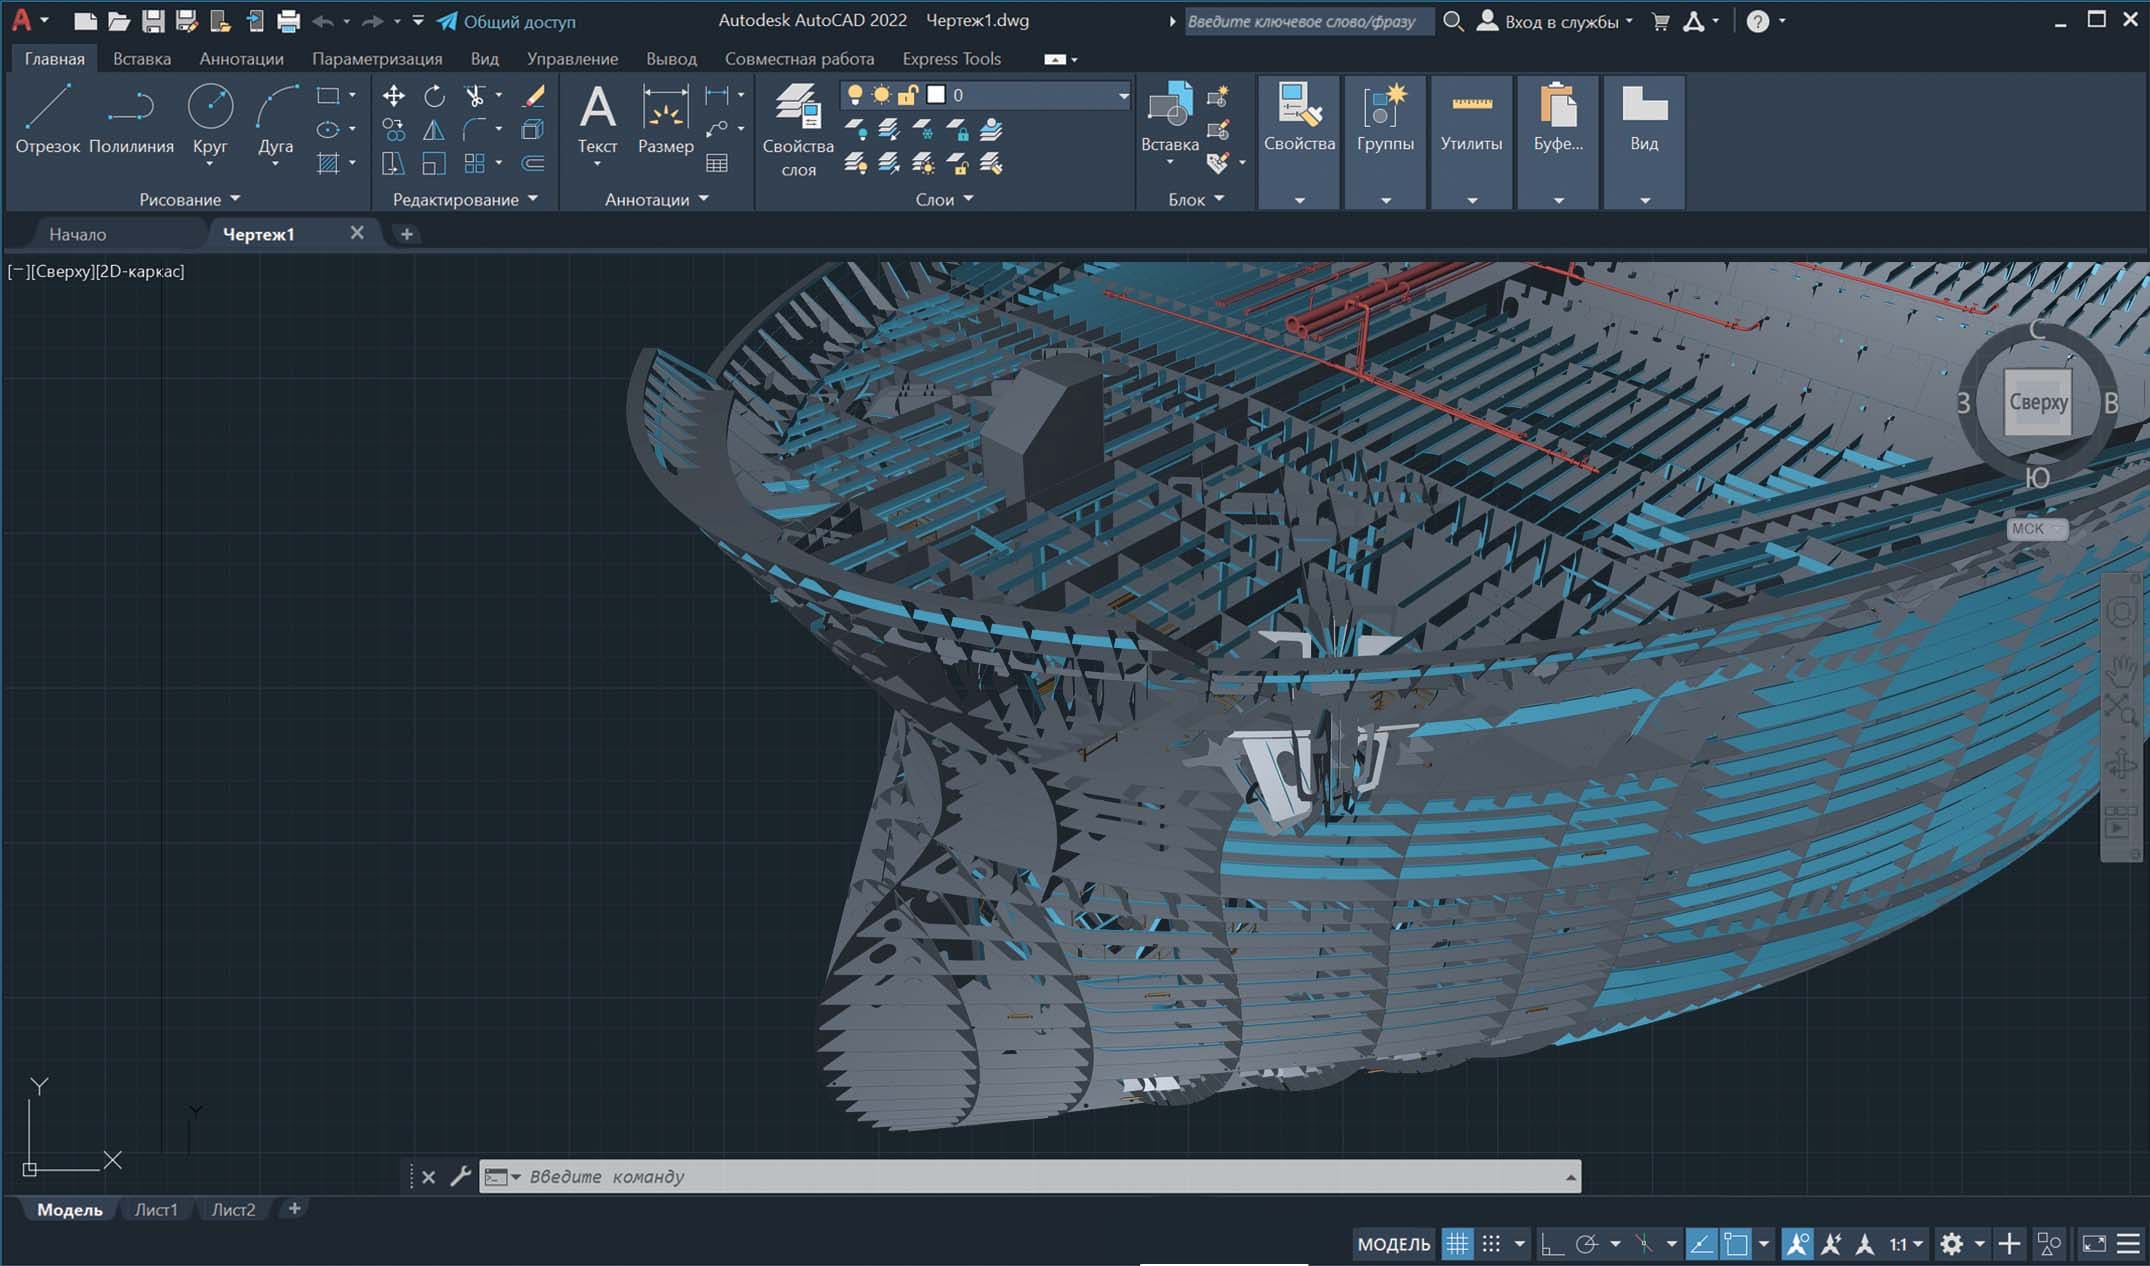 Общий доступ
Autodesk AutoCAD 2022 Чертеж1.dwg
Введите ключевое слово/фразу
Вход в службы
Главная Вставка Аннотации Параметризация Вид Управление Вывод Совместная работа Express Tools
0
Отрезок Полилиния Круг Дуга
Текст Размер
Свойства слоя
Вставка
Свойства Группы Утилиты Буфе... Вид
Рисование Редактирование Аннотации Слои Блок
Начало Чертеж1
[−][Сверху][2D-каркас]
С
З Сверху В
Ю
МСК
Y
Y
X
Введите команду
Модель Лист1 Лист2
МОДЕЛЬ 1:1